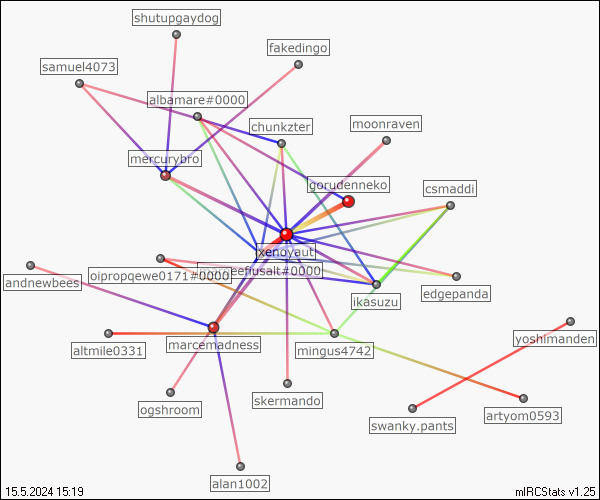 shutupgaydog
fakedingo
samuel4073
albamare#0000
chunkzter
moonraven
mercurybro
gorudenneko
csmaddi
xenoyaut
eefiusalt#0000
oipropqewe0171#0000
andnewbees
ikasuzu
edgepanda
marcemadness
mingus4742
altmile0331
yoshimanden
skermando
ogshroom
swanky.pants
artyom0593
alan1002
15.5.2024 15:19
mIRCStats v1.25